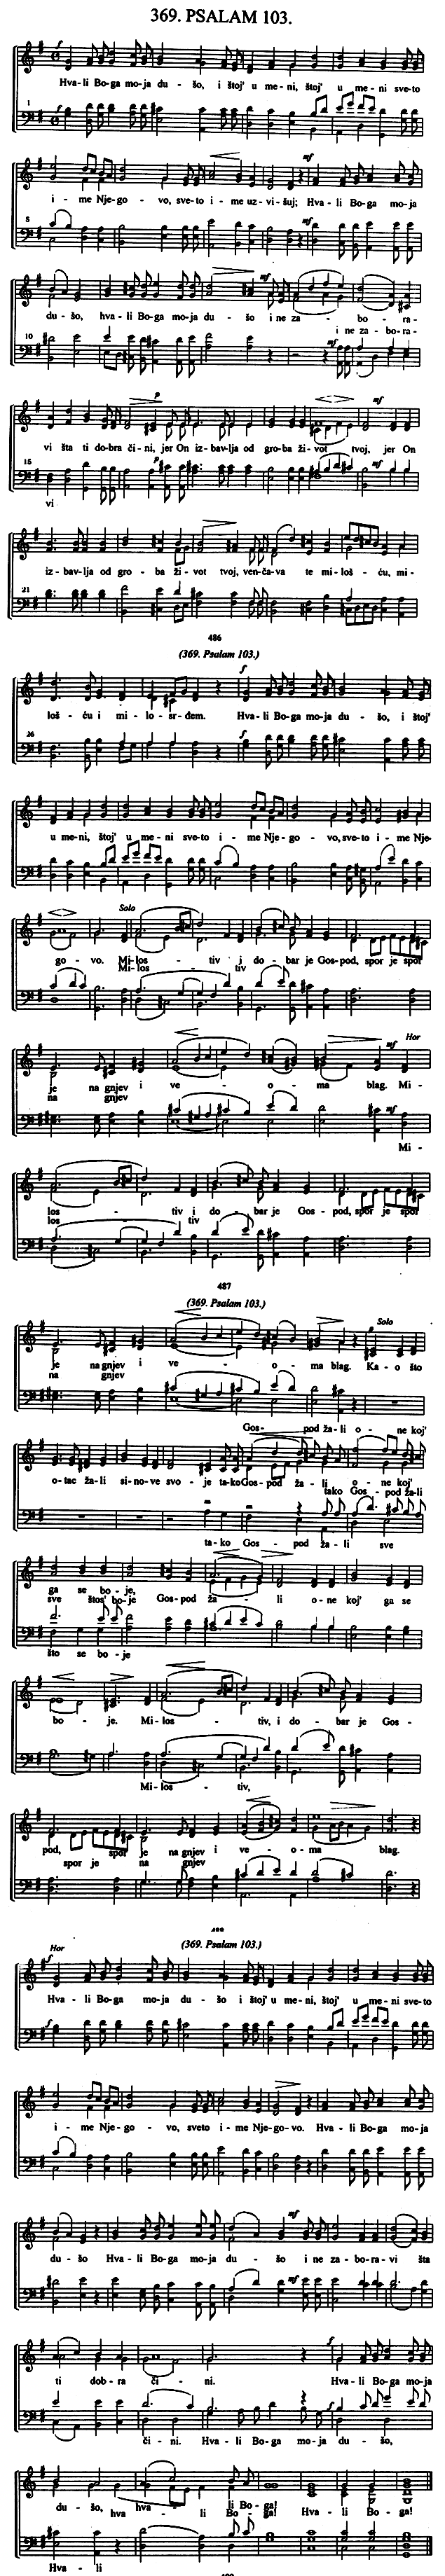 369. PSALAM 103.
f
Hva-li Bo-ga mo-ja du - šo, i štoj' u me-ni, štoj' u me-ni sve-to
1
f
mf
i - me Nje-go - vo, sve-to i-me uz-vi-šuj; Hva-li Bo-ga mo-ja
5
mf
mf
du - šo, hva-li Bo-ga mo-ja du - šo i ne za - bo - ra-
i ne za-bo-ra-
10
mf
p
mf
vi šta ti dobra či-ni, jer On iz-bav-lja od gro-ba ži-vot tvoj, jer On
15
p
mf
vi
iz-bav-lja od gro - ba ži-vot tvoj, ven-ča-va te mi-loš - ću, mi-
21
486
(369. Psalam 103.)
f
loš - ću i mi - lo-sr-đem. Hva-li Bo-ga mo-ja du - šo, i štoj'
26
f
u me-ni, štoj' u me-ni sve-to i - me Nje-go - vo, sve-to i - me Nje-
Solo
go - vo. Mi-los - tiv i do-bar je Gos-pod, spor je spor
Mi-los - tiv
mf
Hor
je na gnjev i ve - o - ma blag. Mi-
na gnjev
mf
Mi -
los - tiv i do - bar je Gos - pod, spor je spor
los - tiv
487
(369. Psalam 103.)
p
Solo
je na gnjev i ve - o - ma blag. Ka-o što
na gnjev
Gos- pod ža-li o - ne koj'
o-tac ža-li si-no-ve svo - je ta-ko Gos-pod ža - li o - ne koj'
tako Gos-pod ža-li
ta-ko Gos - pod ža - li sve
ga se bo - je,
sve štos' bo-je Gos-pod ža - li o-ne koj' ga se
što se bo - je
bo - je. Mi-los - tiv, i do - bar je Gos -
Mi-los - tiv,
pod, spor je na gnjev i ve - o - ma blag.
spor je na gnjev
(369. Psalam 103.)
Hor
f
Hva - li Bo-ga mo-ja du - šo i štoj' u me-ni, štoj' u me-ni sve-to
f
i - me Nje-go - vo, sveto i-me Nje-go-vo. Hva-li Bo-ga mo-ja
mf
du - šo Hva-li Bo-ga mo-ja du - šo i ne za-bo-ra-vi šta
mf
f
ti dob-ra či - ni. Hva-li Bo-ga mo-ja
f
či-ni. Hva-li Bo-ga mo-ja du-šo,
du - šo, hva - li Bo-ga! Hva-li Bo-ga!
hva - li Bo - ga!
Hva - li